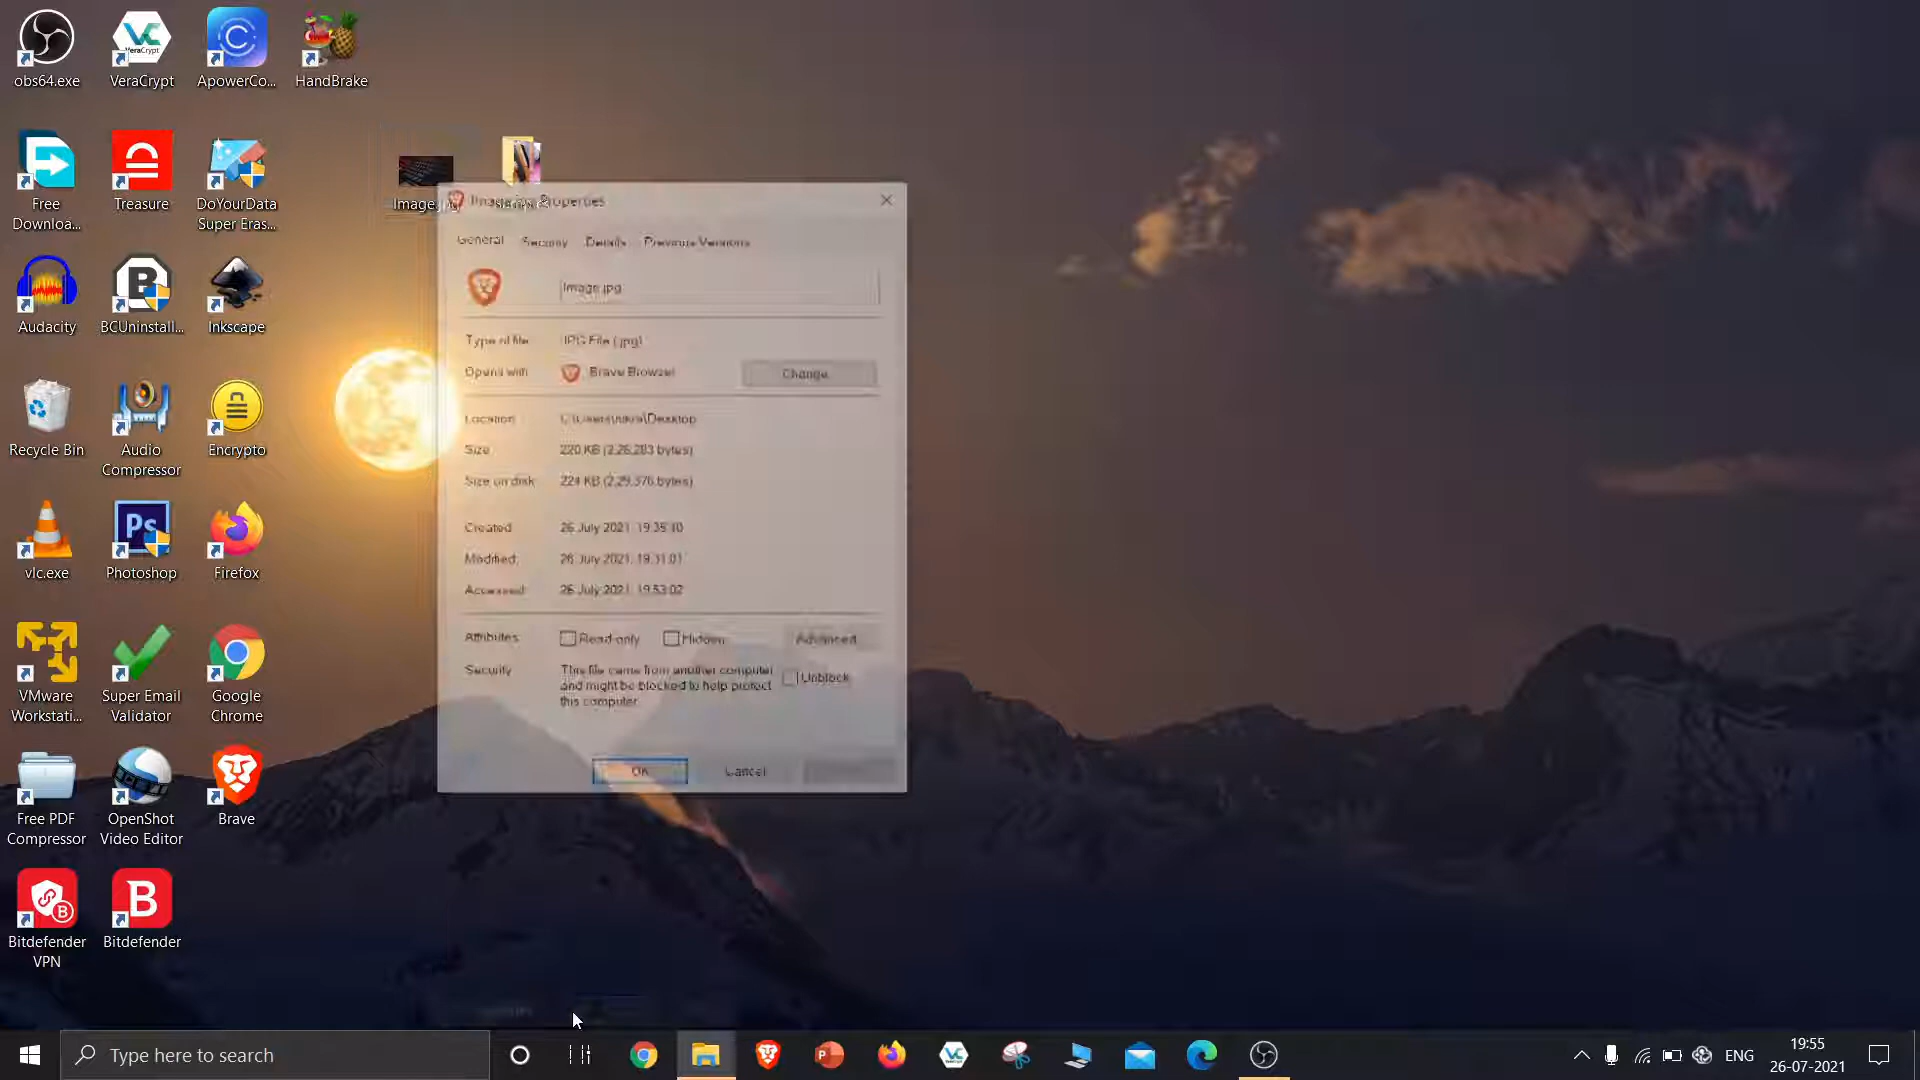 obs64.exe
VeraCrypt
ApowerCo...
HandBrake
Free
Downloa...
Treasure
DoYourData
Super Eras...
Image.jpg
Properties
General
Security
Details
Previous Versions
Image.jpg
Type of file:
JPG File (.jpg)
Opens with:
Brave Browser
Change...
Location:
Desktop
Size:
220 KB (2,26,283 bytes)
Size on disk:
224 KB (2,29,376 bytes)
Created:
26 July 2021, 19:35:10
Modified:
26 July 2021, 19:31:01
Accessed:
26 July 2021, 19:53:02
Attributes:
Read-only
Hidden
Advanced...
Security:
This file came from another computer
and might be blocked to help protect
this computer.
Unblock
OK
Cancel
Audacity
BCUninstall...
Inkscape
Recycle Bin
Audio
Compressor
Encrypto
vlc.exe
Ps
Photoshop
Firefox
VMware
Workstati...
Super Email
Validator
Google
Chrome
Free PDF
Compressor
OpenShot
Video Editor
Brave
Bitdefender
VPN
Bitdefender
Type here to search
ENG
19:55
26-07-2021